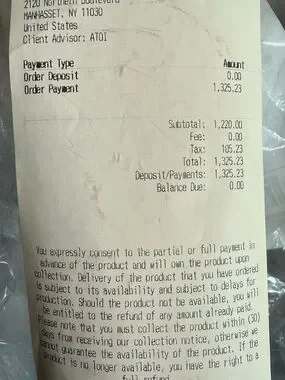 2120 Northern Boulevard
MANHASSET, NY 11030
United States
Client Advisor: ATOI
Payment Type Amount
Order Deposit 0.00
Order Payment 1,325.23
Subtotal: 1,220.00
Fee: 0.00
Tax: 105.23
Total: 1,325.23
Deposit/Payments: 1,325.23
Balance Due: 0.00
You expressly consent to the partial or full payment in
advance of the product and will own the product upon
collection. Delivery of the product that you have ordered
is subject to its availability and subject to delays for
production. Should the product not be available, you will
be entitled to the refund of any amount already paid.
Please note that you must collect the product within (30)
days from receiving our collection notice, otherwise we
cannot guarantee the availability of the product. If the
product is no longer available, you have the right to a
full refund